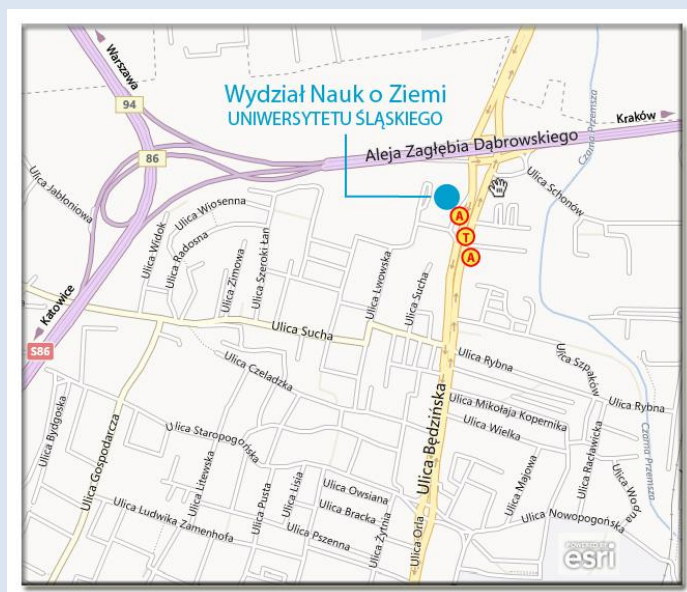 Warszawa
94
86
Wydział Nauk o Ziemi
UNIWERSYTETU ŚLĄSKIEGO
Kraków
Aleja Zagłębia Dąbrowskiego
Czarna Przemsza
Ulica Jabłoniowa
Ulica Wiosenna
Ulica Schonów
Ulica Widok
Ulica Radosna
Ulica Zimowa
Ulica Szeroki Łan
Ulica Lwowska
Ulica Sucha
A
T
A
Katowice
S86
Ulica Sucha
Ulica Rybna
Ulica Szpaków
Ulica Czeladzka
Ulica Będzińska
Ulica Mikołaja Kopernika
Ulica Rybna
Ulica Wielka
Ulica Bydgoska
Ulica Gospodarcza
Ulica Staropogońska
Ulica Racławicka
Czarna Przemsza
Ulica Litewska
Ulica Pusta
Ulica Lisia
Ulica Owsiana
Ulica Majowa
Ulica Wodna
Ulica Ludwika Zamenhofa
Ulica Bracka
Ulica Żytnia
Ulica Nowopogońska
Ulica Pszenna
Ulica Orla
POWERED BY
esri